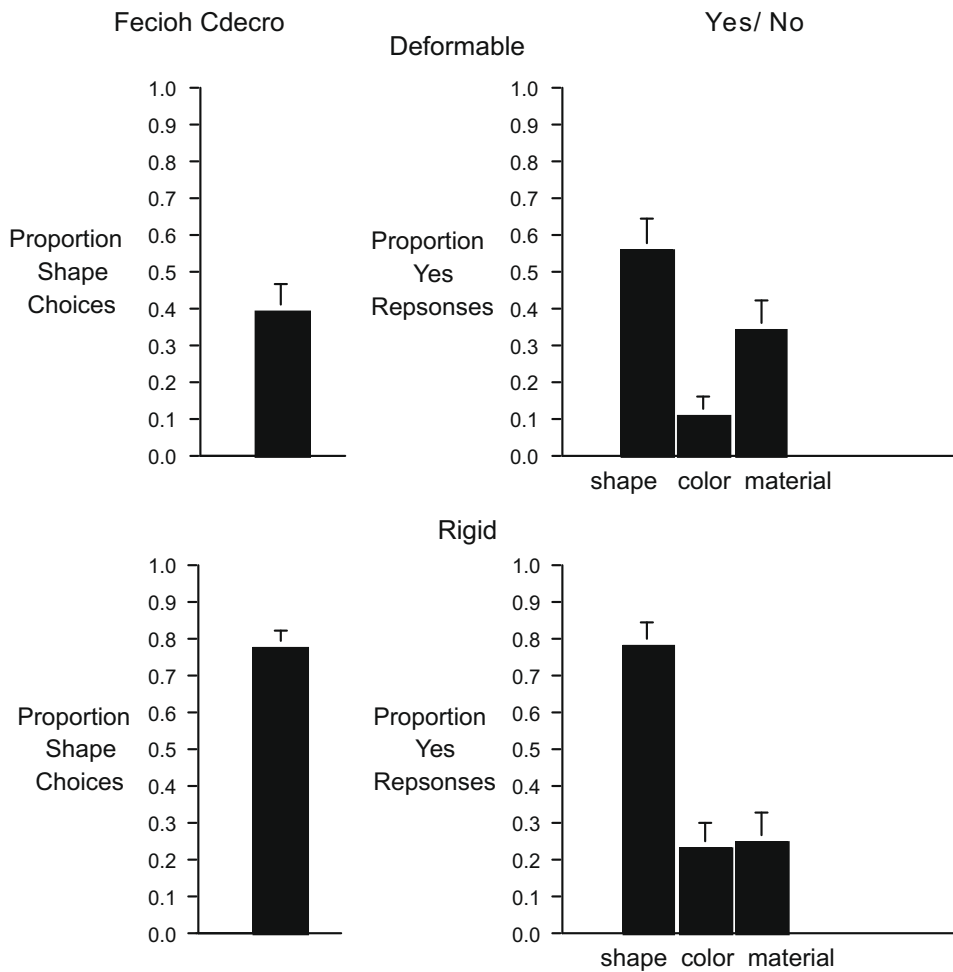 Fecioh Cdecro
Yes/ No
Deformable
1.0
0.9
0.8
0.7
0.6
0.5
0.4
0.3
0.2
0.1
0.0
Proportion
Shape
Choices
1.0
0.9
0.8
0.7
0.6
0.5
0.4
0.3
0.2
0.1
0.0
Proportion
Yes
Repsonses
shape color material
Rigid
1.0
0.9
0.8
0.7
0.6
0.5
0.4
0.3
0.2
0.1
0.0
Proportion
Shape
Choices
1.0
0.9
0.8
0.7
0.6
0.5
0.4
0.3
0.2
0.1
0.0
Proportion
Yes
Repsonses
shape color material